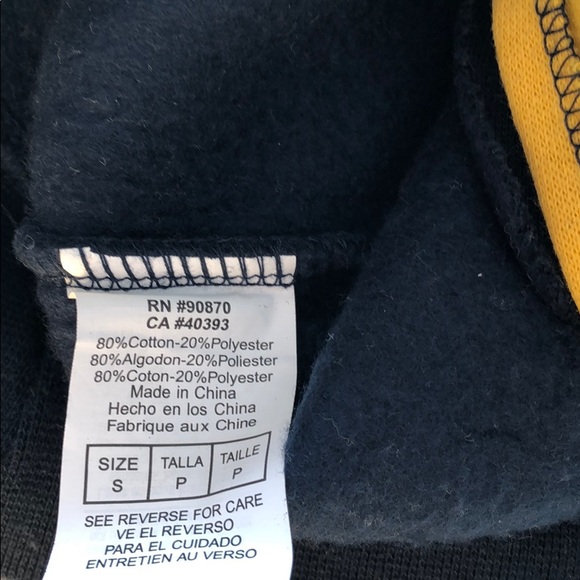 RN #90870
CA #40393
80%Cotton-20%Polyester
80%Algodon-20%Poliester
80%Coton-20%Polyester
Made in China
Hecho en los China
Fabrique aux Chine
SIZE S TALLA P TAILLE P
SEE REVERSE FOR CARE
VE EL REVERSO
PARA EL CUIDADO
ENTRETIEN AU VERSO